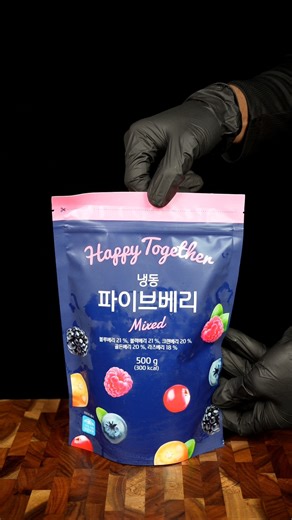 Happy Together
냉동
파이브베리
Mixed
블루베리 21 %, 블랙베리 21 %, 크랜베리 20 %
골든베리 20 %, 라즈베리 18 %
500 g
(300 kcal)